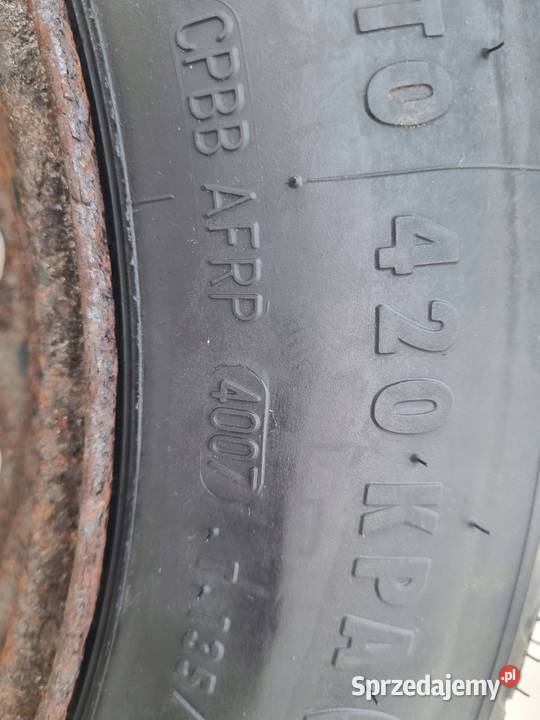 CPBB AFRP 4007
TO 420 KPA
Sprzedajemy.pl